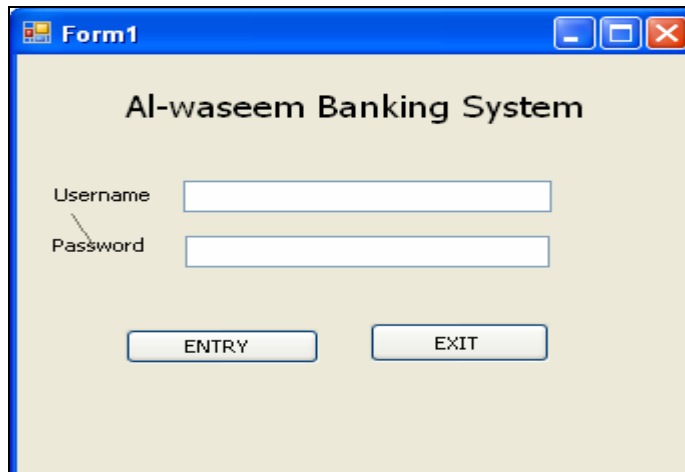 Form1
Al-waseem Banking System
Username
Password
ENTRY EXIT